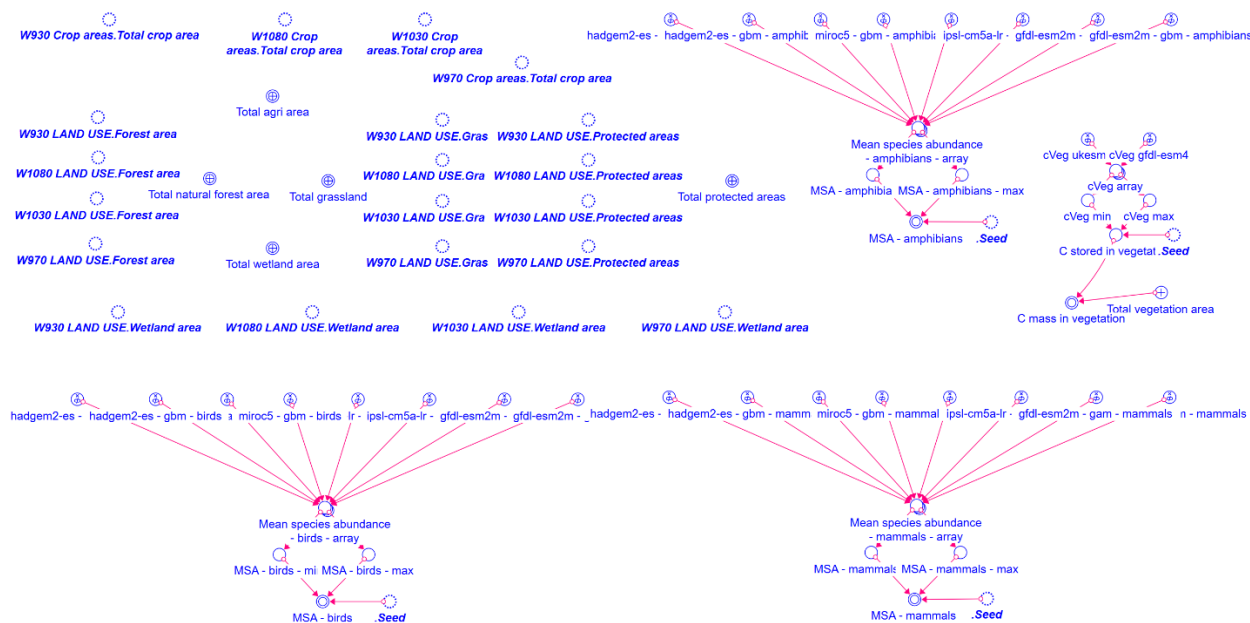 W930 Crop areas.Total crop area
W1080 Crop
areas.Total crop area
W1030 Crop
areas.Total crop area
W970 Crop areas.Total crop area
Total agri area
hadgem2-es - hadgem2-es - gbm - amphib miroc5 - gbm - amphibia ipsl-cm5a-lr - gfdl-esm2m - gfdl-esm2m - gbm - amphibians
W930 LAND USE.Forest area
W1080 LAND USE.Forest area
W1030 LAND USE.Forest area
W970 LAND USE.Forest area
Total natural forest area
Total grassland
Total wetland area
W930 LAND USE.Gras
W1080 LAND USE.Gra
W1030 LAND USE.Gra
W970 LAND USE.Gras
W930 LAND USE.Protected areas
W1080 LAND USE.Protected areas
W1030 LAND USE.Protected areas
W970 LAND USE.Protected areas
Total protected areas
Mean species abundance
- amphibians - array
MSA - amphibia
MSA - amphibians - max
MSA - amphibians
.Seed
cVeg ukesm cVeg gfdl-esm4
cVeg array
cVeg min
cVeg max
C stored in vegetat
.Seed
C mass in vegetation
Total vegetation area
W930 LAND USE.Wetland area
W1080 LAND USE.Wetland area
W1030 LAND USE.Wetland area
W970 LAND USE.Wetland area
hadgem2-es - hadgem2-es - gbm - birds miroc5 - gbm - birds lr - ipsl-cm5a-lr - gfdl-esm2m - gfdl-esm2m -
Mean species abundance
- birds - array
MSA - birds - mi
MSA - birds - max
MSA - birds
.Seed
hadgem2-es - hadgem2-es - gbm - mamm miroc5 - gbm - mammal ipsl-cm5a-lr - gfdl-esm2m - gam - mammals - mammals
Mean species abundance
- mammals - array
MSA - mammals
MSA - mammals - max
MSA - mammals
.Seed